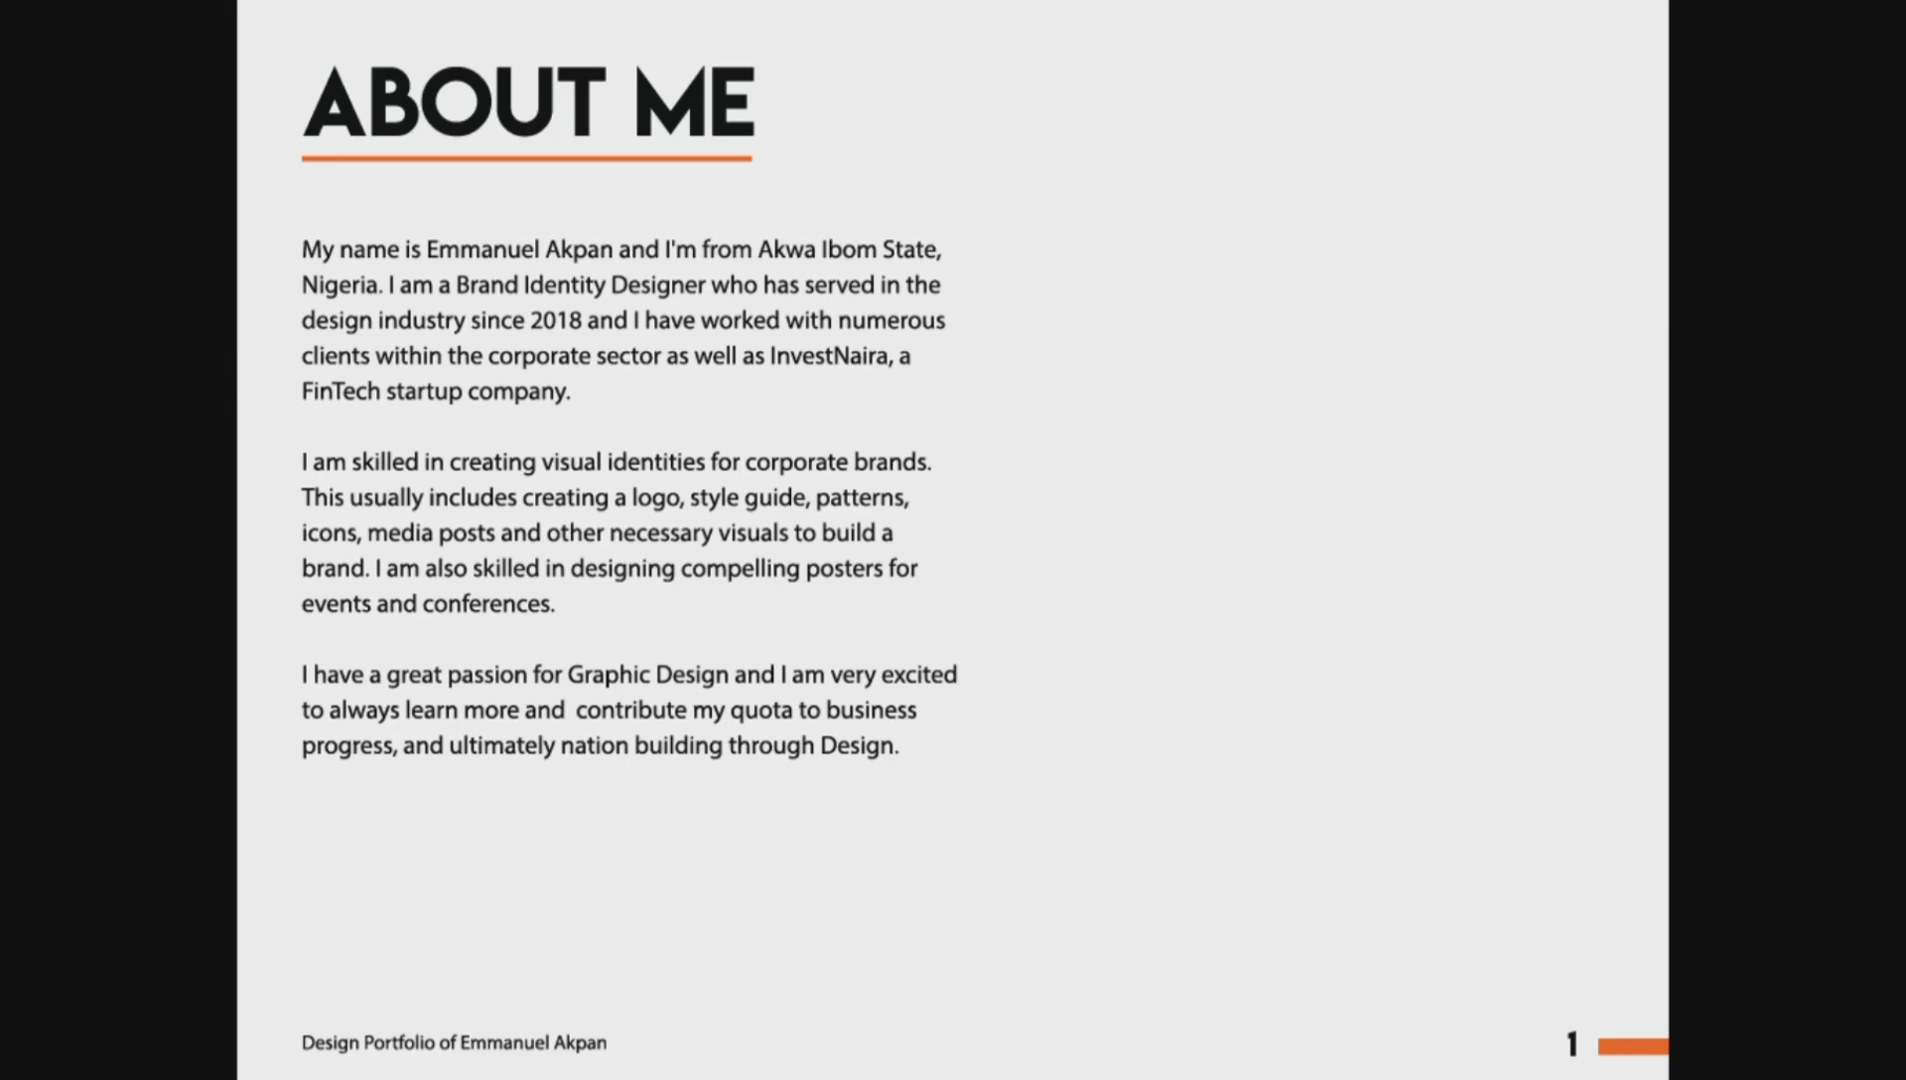 ABOUT ME
My name is Emmanuel Akpan and I'm from Akwa Ibom State,
Nigeria. I am a Brand Identity Designer who has served in the
design industry since 2018 and I have worked with numerous
clients within the corporate sector as well as InvestNaira, a
FinTech startup company.
I am skilled in creating visual identities for corporate brands.
This usually includes creating a logo, style guide, patterns,
icons, media posts and other necessary visuals to build a
brand. I am also skilled in designing compelling posters for
events and conferences.
I have a great passion for Graphic Design and I am very excited
to always learn more and  contribute my quota to business
progress, and ultimately nation building through Design.
Design Portfolio of Emmanuel Akpan
1